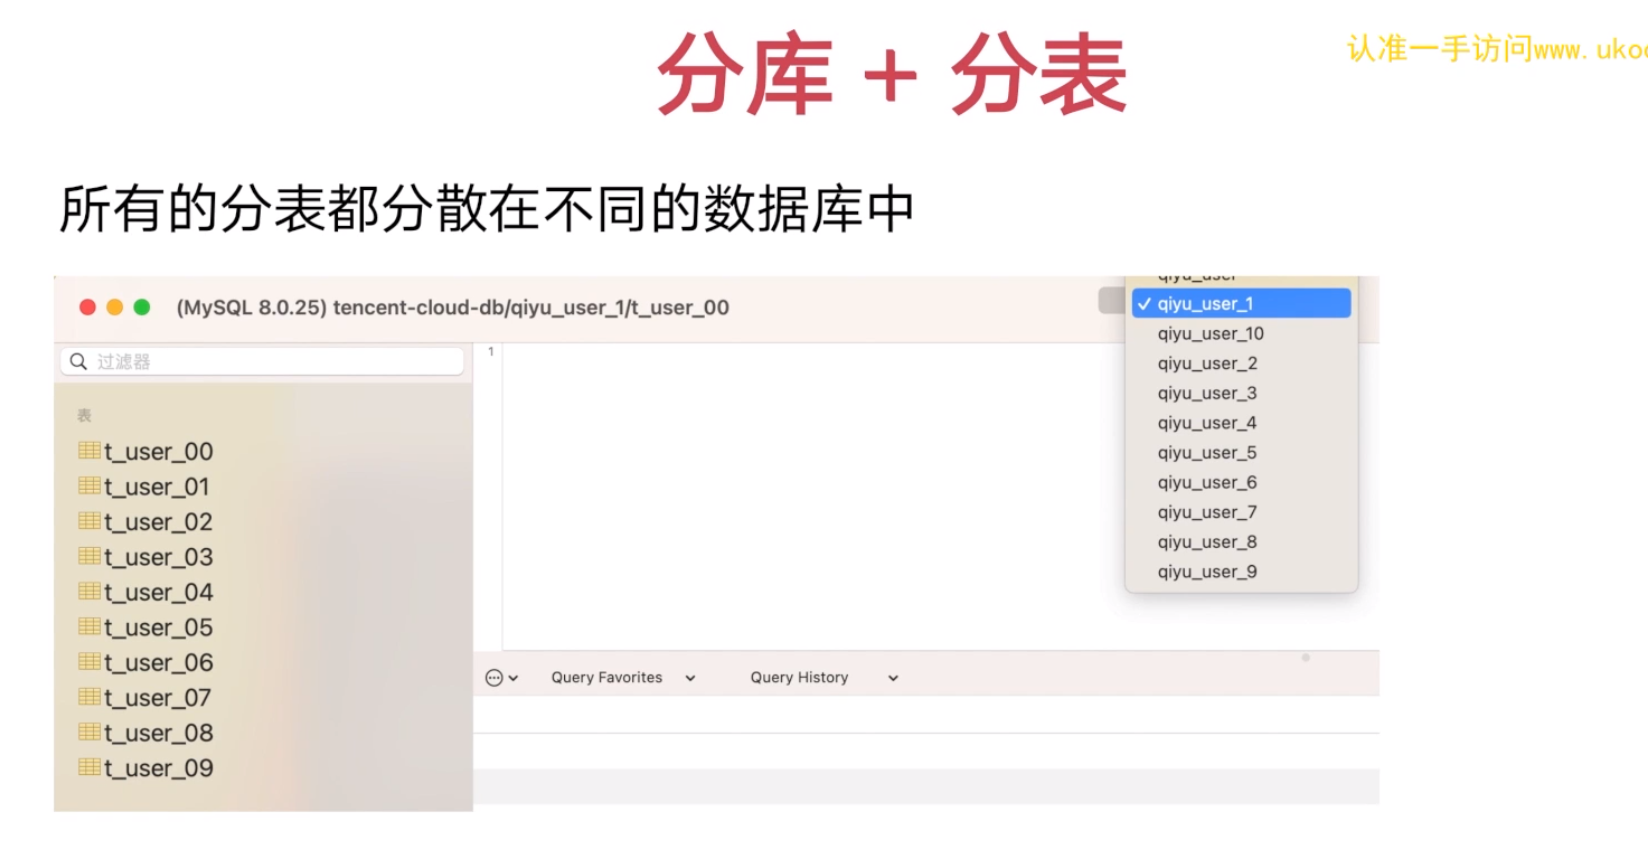 分库 + 分表
认准一手访问www.uko
所有的分表都分散在不同的数据库中
(MySQL 8.0.25) tencent-cloud-db/qiyu_user_1/t_user_00
qiyu_user
✓ qiyu_user_1
qiyu_user_10
qiyu_user_2
qiyu_user_3
qiyu_user_4
qiyu_user_5
qiyu_user_6
qiyu_user_7
qiyu_user_8
qiyu_user_9
过滤器
1
表
t_user_00
t_user_01
t_user_02
t_user_03
t_user_04
t_user_05
t_user_06
t_user_07
t_user_08
t_user_09
Query Favorites
Query History